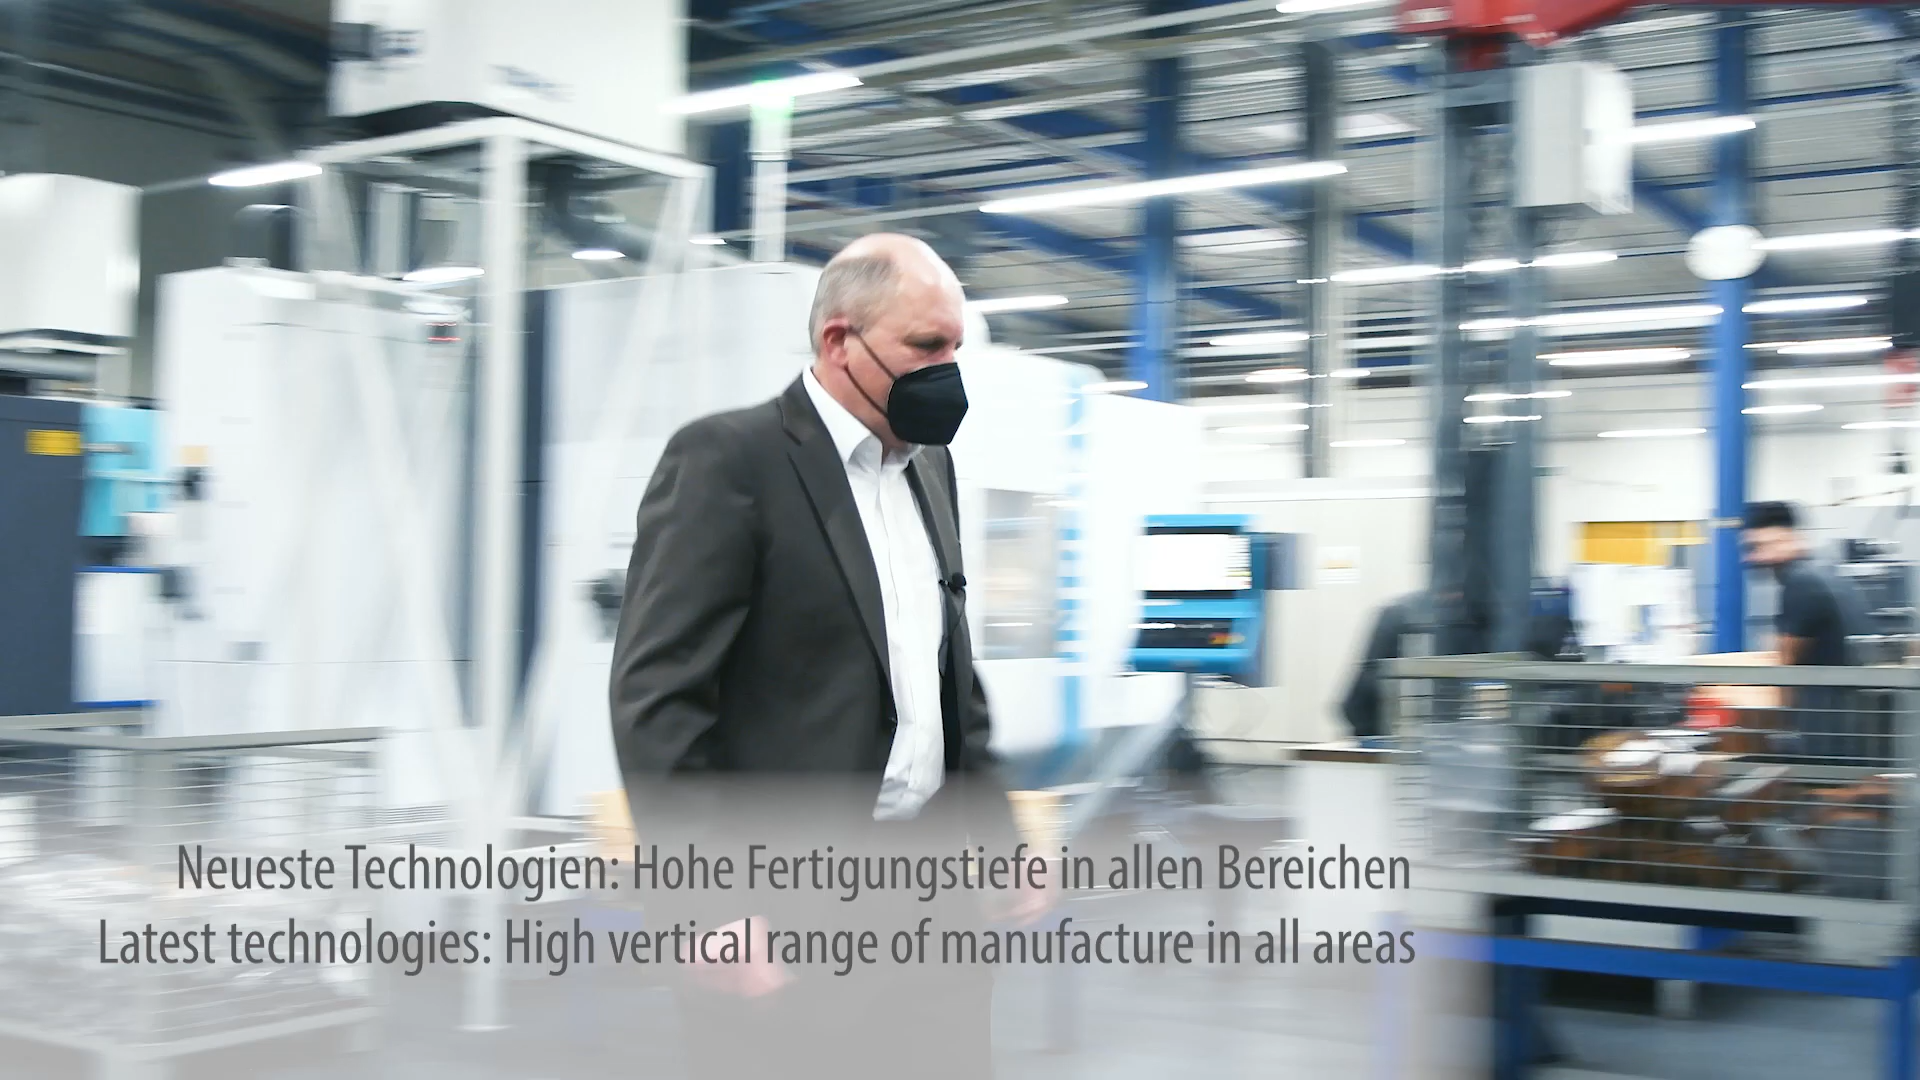 Neueste Technologien: Hohe Fertigungstiefe in allen Bereichen
Latest technologies: High vertical range of manufacture in all areas